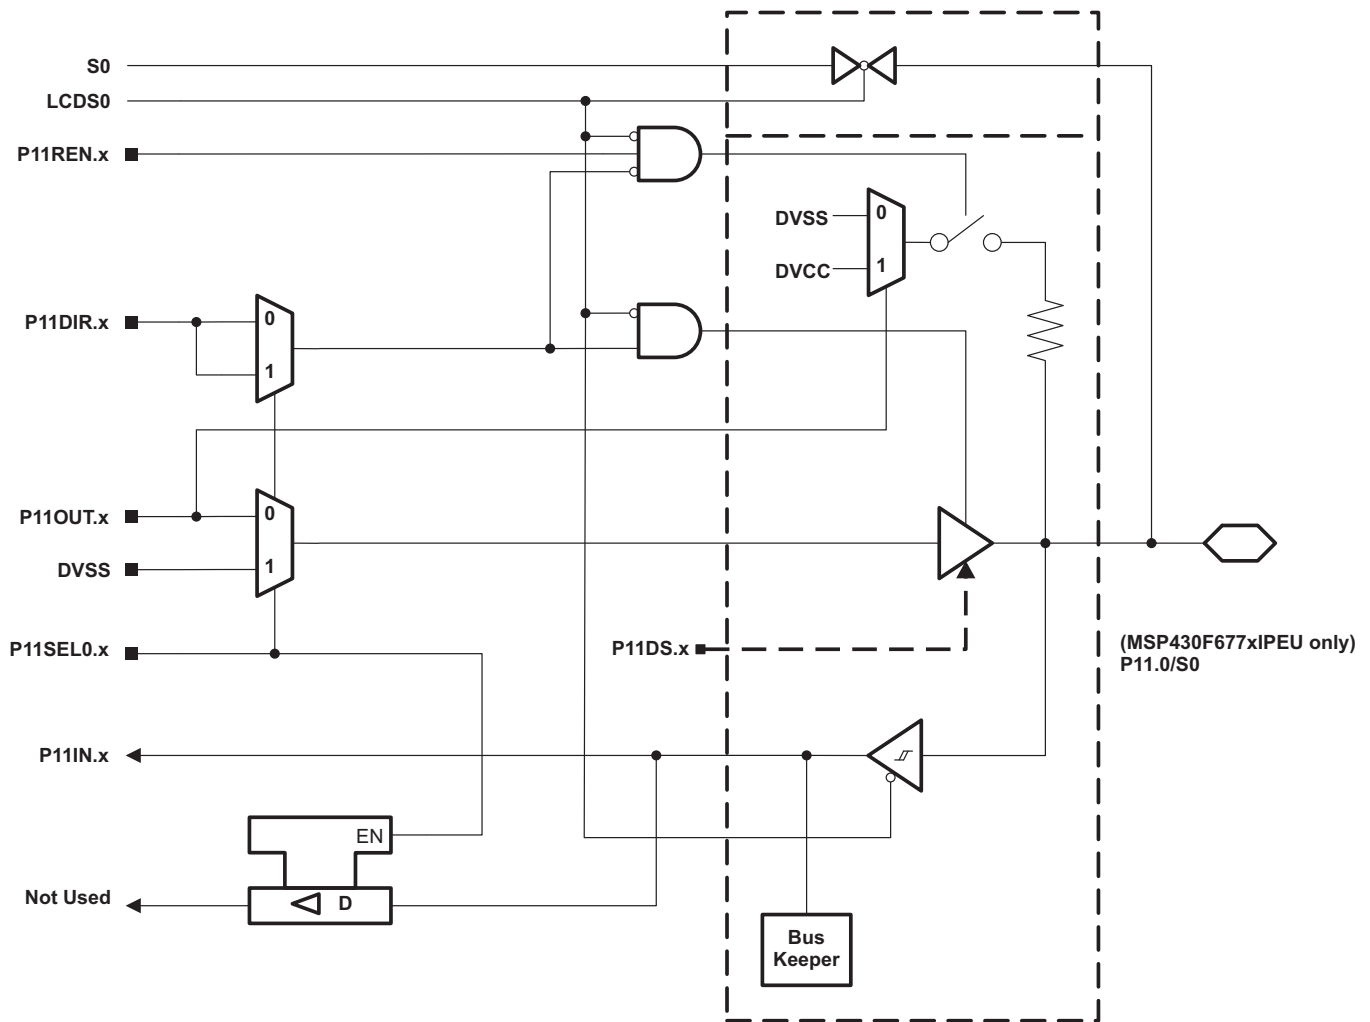 S0
LCDS0
P11REN.x
DVSS
0
DVCC
1
P11DIR.x
0
1
P11OUT.x
0
DVSS
1
P11SEL0.x
P11DS.x
(MSP430F677xIPEU only)
P11.0/S0
P11IN.x
EN
Not Used
D
Bus
Keeper